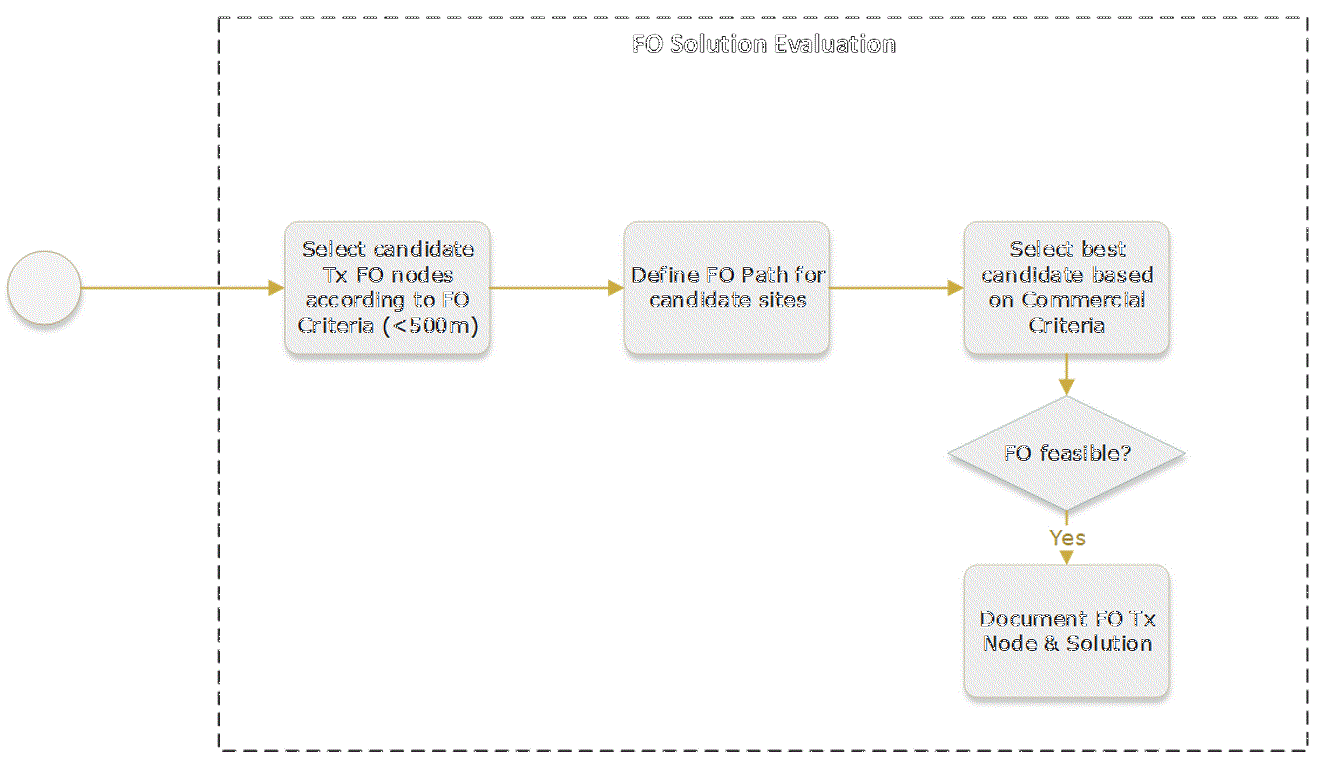 FO Solution Evaluation
Select candidate
Tx FO nodes
according to FO
Criteria (<500m)
Define FO Path for
candidate sites
Select best
candidate based
on Commercial
Criteria
FO feasible?
Yes
Document FO Tx
Node & Solution